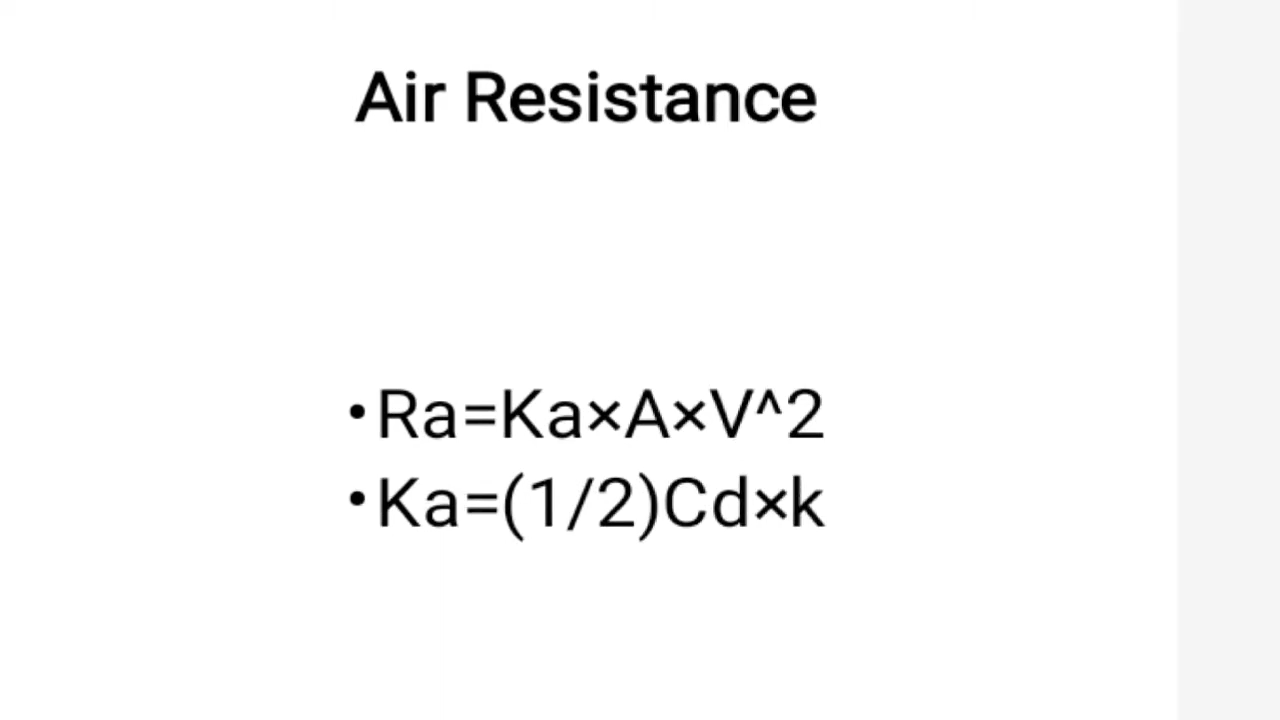 Air Resistance
•Ra=Ka×A×V^2
•Ka=(1/2)Cd×k